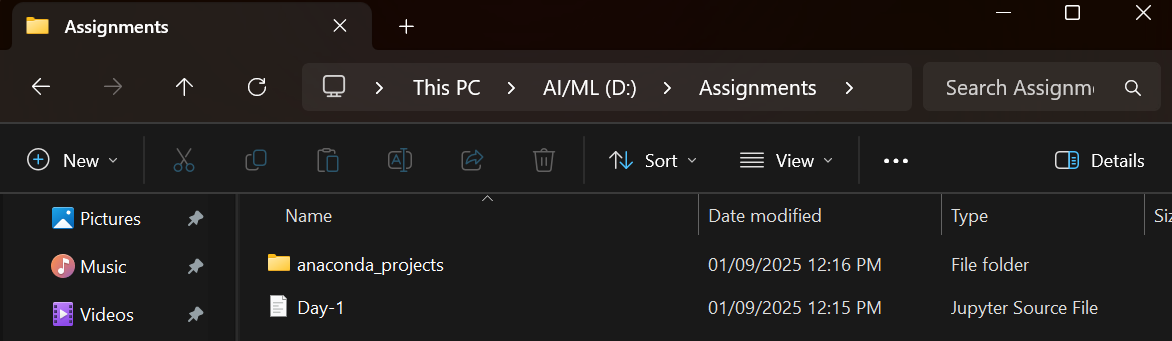 Assignments
This PC > AI/ML (D:) > Assignments >
Search Assignm
New
Sort
View
Details
Pictures
Music
Videos
Name Date modified Type Siz
anaconda_projects 01/09/2025 12:16 PM File folder
Day-1 01/09/2025 12:15 PM Jupyter Source File